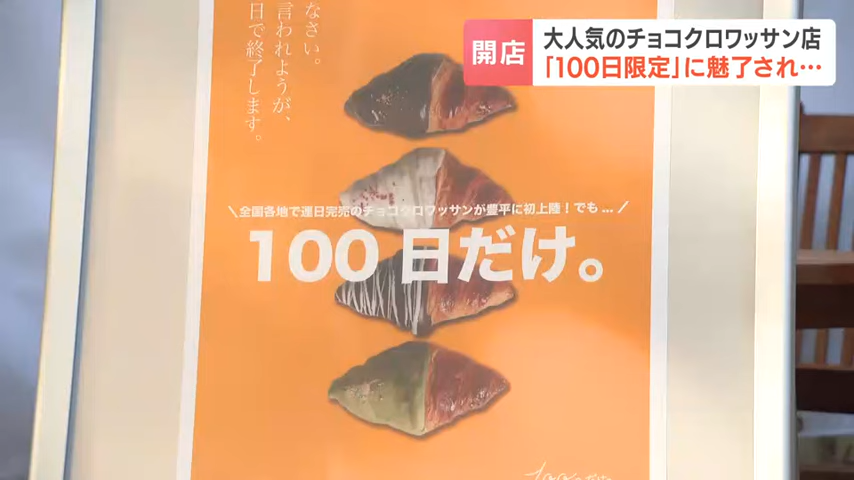 開店
大人気のチョコクロワッサン店
「100日限定」に魅了され…
なさい。
言われようが、
日で終了します。
＼全国各地で連日完売のチョコクロワッサンが豊平に初上陸！でも…／
100日だけ。